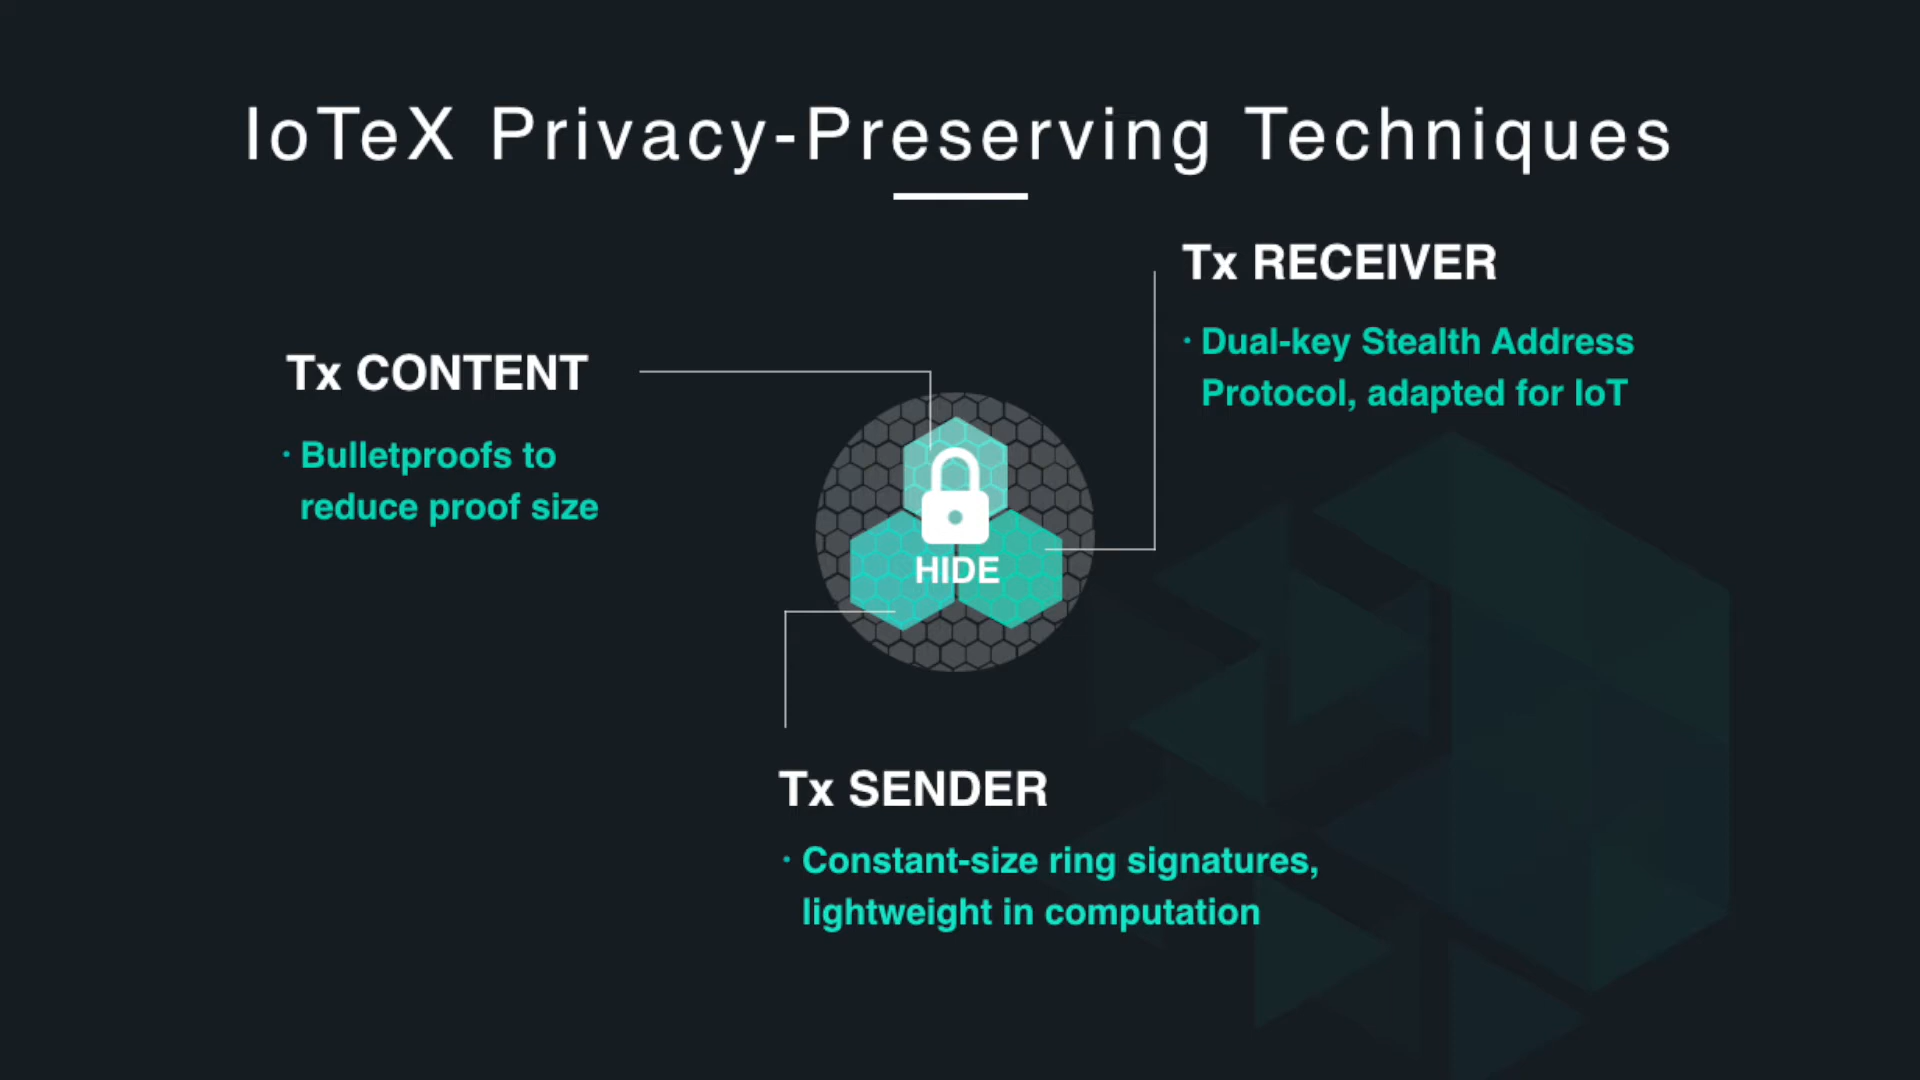 IoTeX Privacy-Preserving Techniques
Tx CONTENT
· Bulletproofs to
reduce proof size
Tx RECEIVER
· Dual-key Stealth Address
Protocol, adapted for IoT
HIDE
Tx SENDER
· Constant-size ring signatures,
lightweight in computation